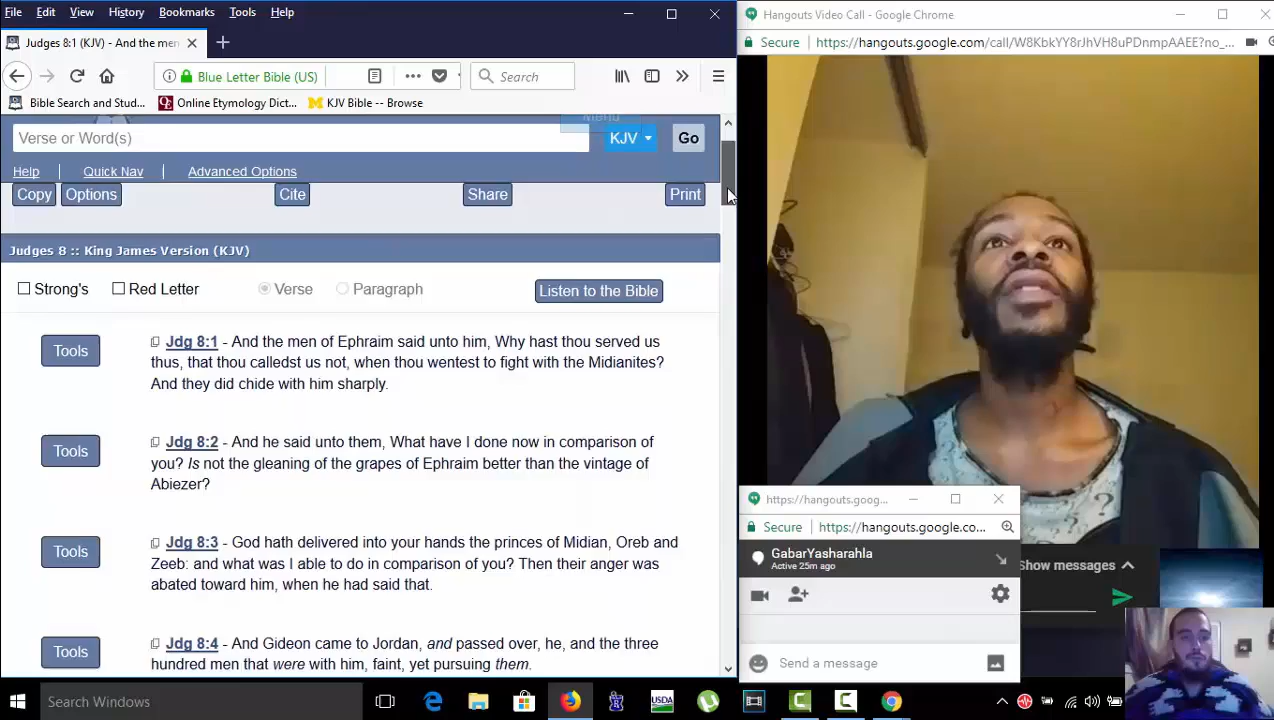 File Edit View History Bookmarks Tools Help
Judges 8:1 (KJV) - And the men
Blue Letter Bible (US)
Search
Bible Search and Stud... Online Etymology Dict... KJV Bible -- Browse
Menu
Verse or Word(s) KJV Go
Help Quick Nav Advanced Options
Copy Options Cite Share Print
Judges 8 :: King James Version (KJV)
Strong's Red Letter Verse Paragraph Listen to the Bible
Tools
Jdg 8:1 - And the men of Ephraim said unto him, Why hast thou served us
thus, that thou calledst us not, when thou wentest to fight with the Midianites?
And they did chide with him sharply.
Tools
Jdg 8:2 - And he said unto them, What have I done now in comparison of
you? Is not the gleaning of the grapes of Ephraim better than the vintage of
Abiezer?
Tools
Jdg 8:3 - God hath delivered into your hands the princes of Midian, Oreb and
Zeeb: and what was I able to do in comparison of you? Then their anger was
abated toward him, when he had said that.
Tools
Jdg 8:4 - And Gideon came to Jordan, and passed over, he, and the three
hundred men that were with him, faint, yet pursuing them.
Hangouts Video Call - Google Chrome
Secure https://hangouts.google.com/call/W8KbkYY8rJhVH8uPDnmpAAEE?no_...
https://hangouts.goog...
Secure https://hangouts.google.co...
GabarYasharahla
Active 25m ago
Show messages
Send a message
Search Windows
USDA